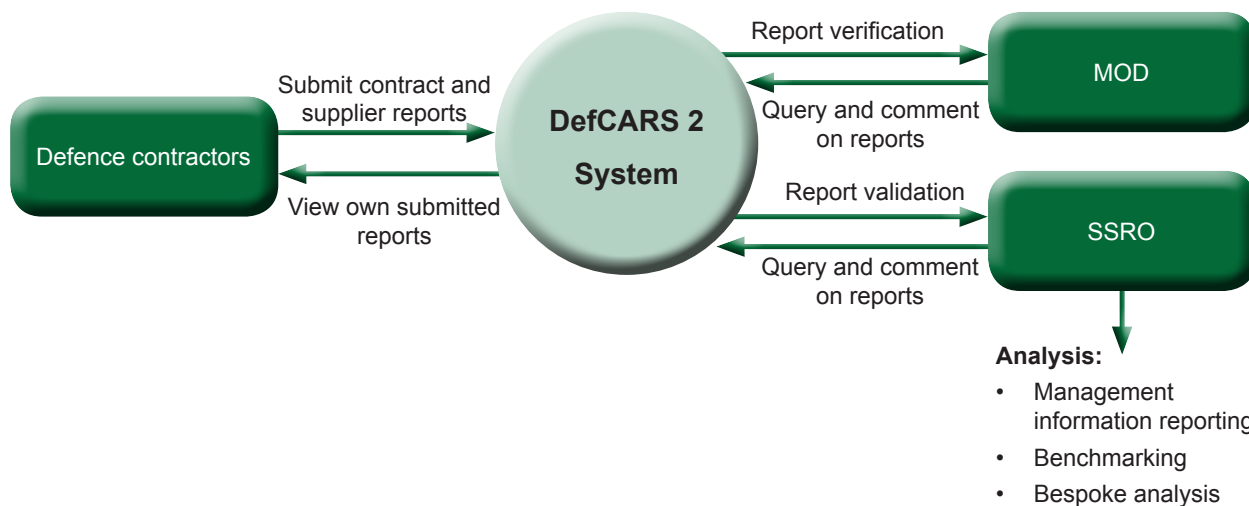 Defence contractors
Submit contract and
supplier reports
View own submitted
reports
DefCARS 2
System
Report verification
Query and comment
on reports
MOD
Report validation
Query and comment
on reports
SSRO
Analysis:
• Management
information reporting
• Benchmarking
• Bespoke analysis